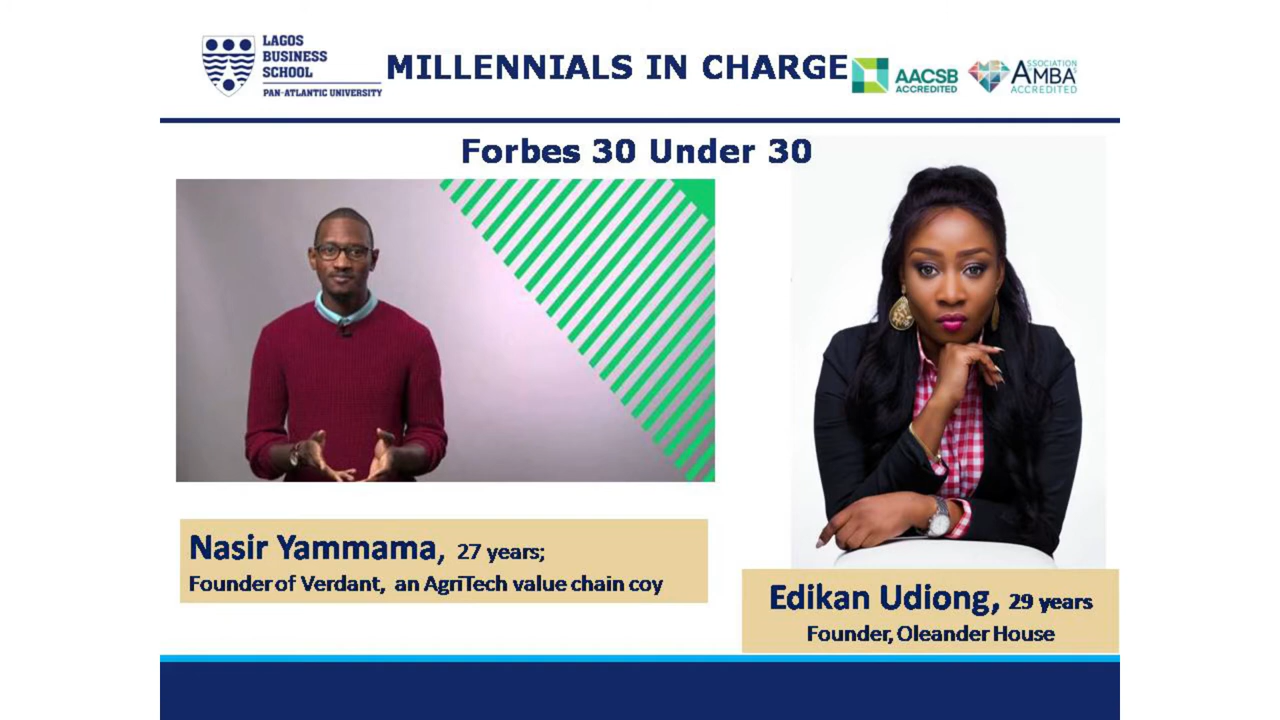 LAGOS
BUSINESS
SCHOOL
PAN-ATLANTIC UNIVERSITY
MILLENNIALS IN CHARGE
AACSB
ACCREDITED
SSOCIATION
AMBA
ACCREDITED
Forbes 30 Under 30
Nasir Yammama, 27 years;
Founder of Verdant, an AgriTech value chain coy
Edikan Udiong, 29 years
Founder, Oleander House